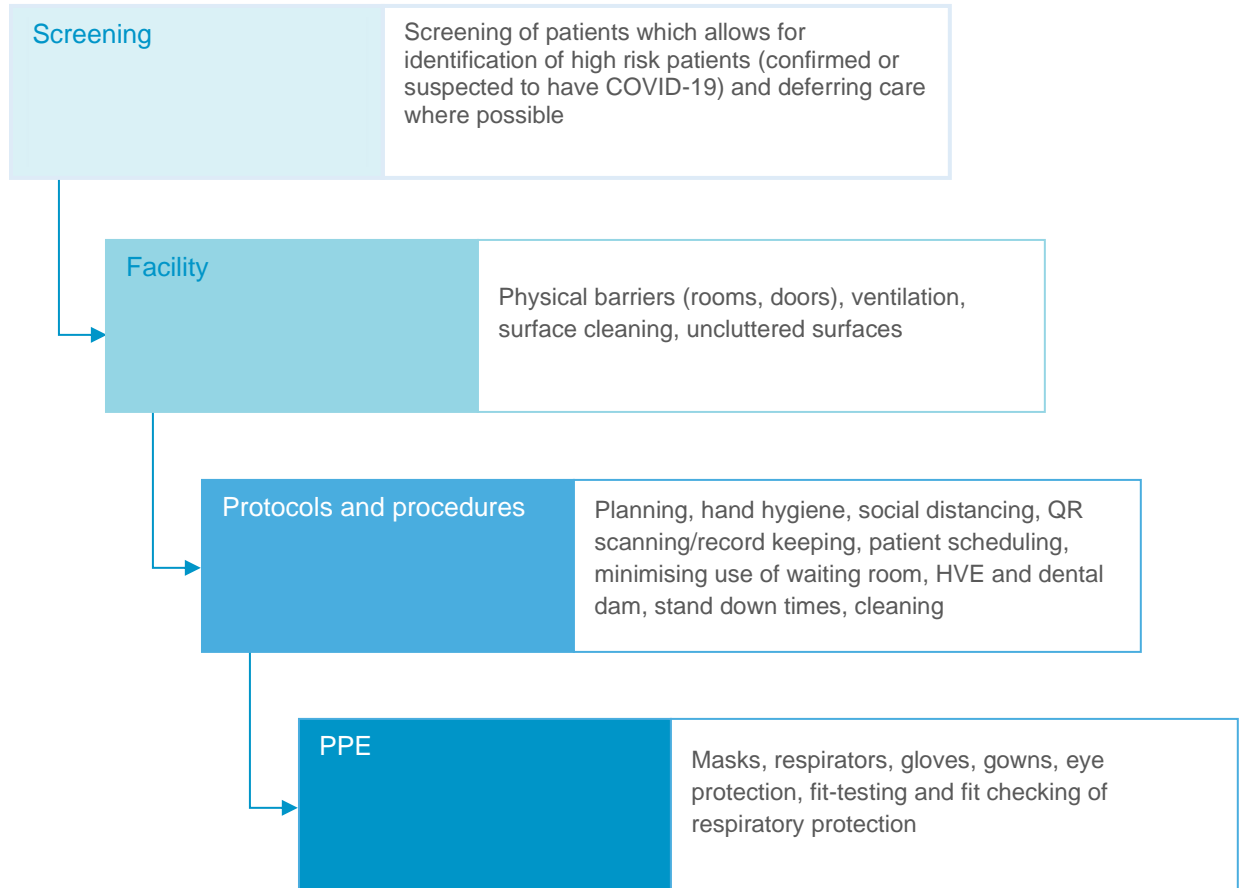 Screening
Screening of patients which allows for
identification of high risk patients (confirmed or
suspected to have COVID-19) and deferring care
where possible
Facility
Physical barriers (rooms, doors), ventilation,
surface cleaning, uncluttered surfaces
Protocols and procedures
Planning, hand hygiene, social distancing, QR
scanning/record keeping, patient scheduling,
minimising use of waiting room, HVE and dental
dam, stand down times, cleaning
PPE
Masks, respirators, gloves, gowns, eye
protection, fit-testing and fit checking of
respiratory protection